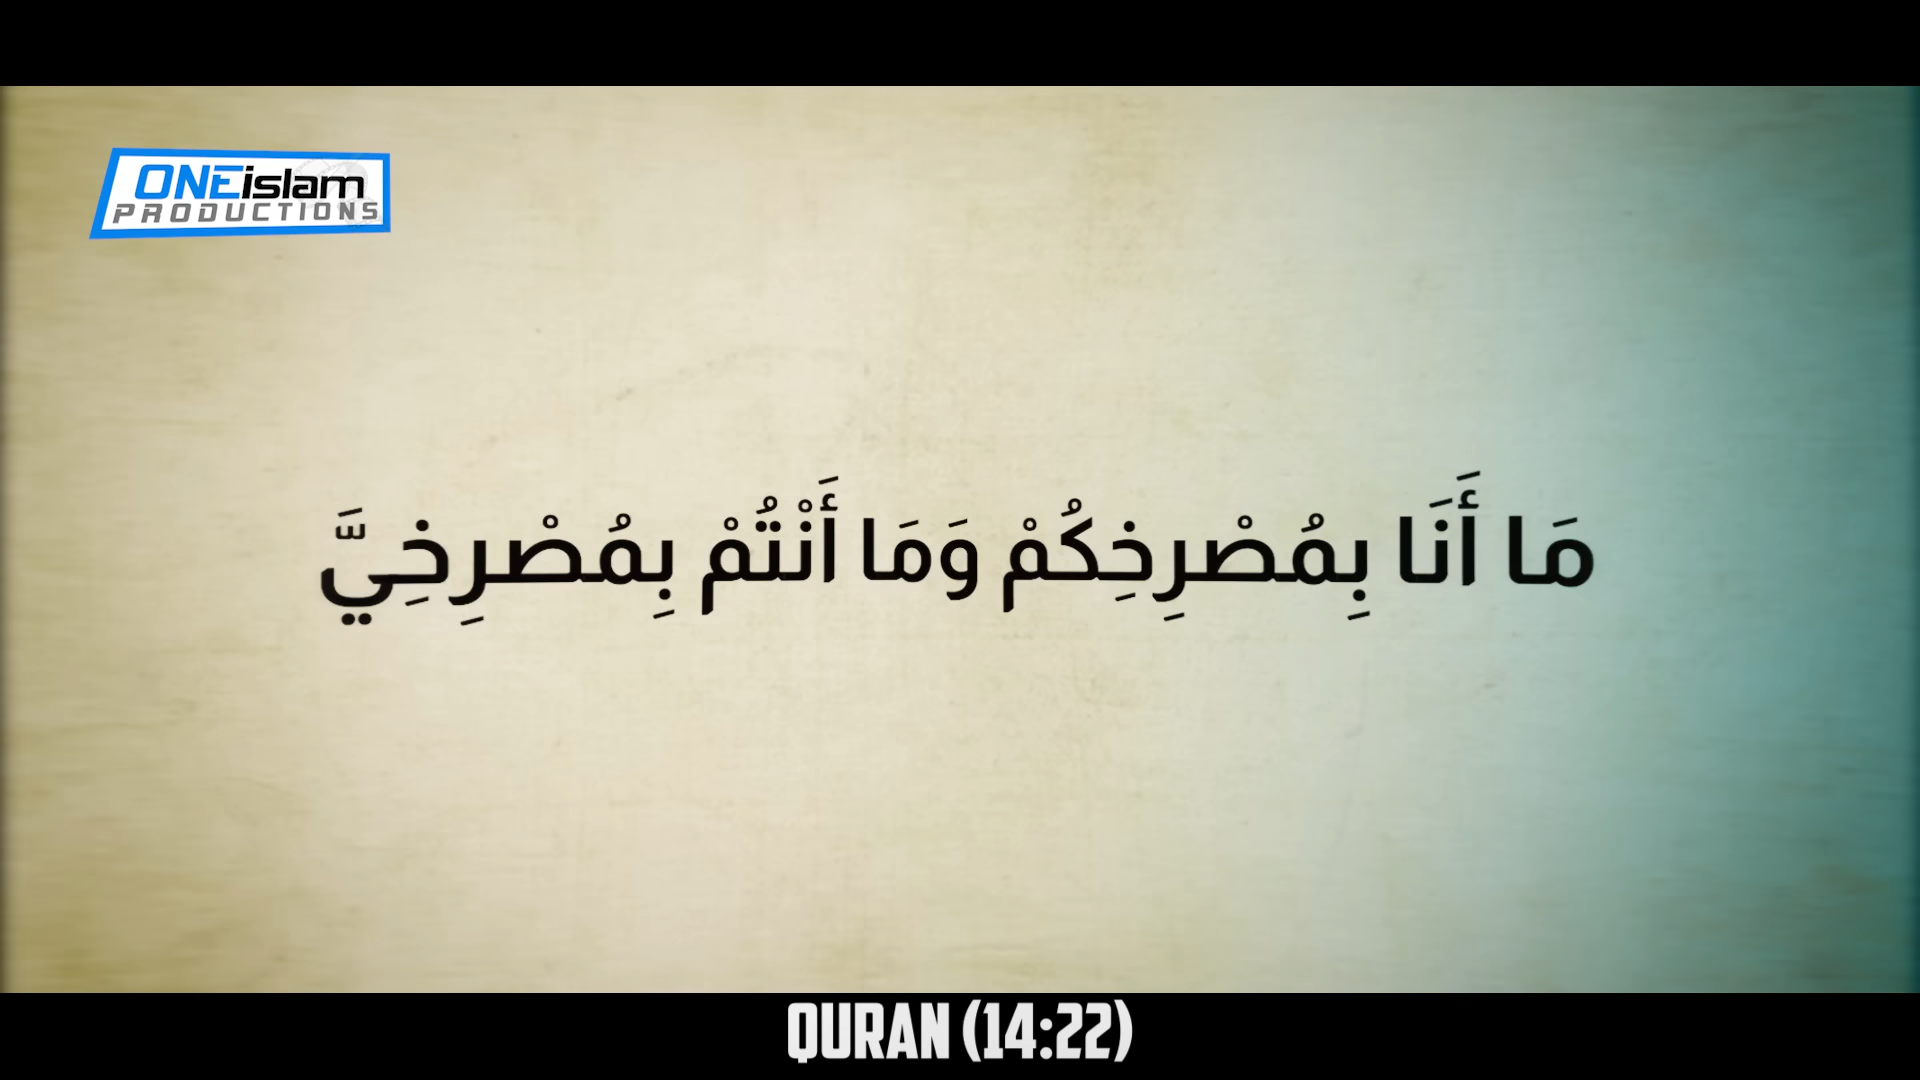 ONEislam
PRODUCTIONS
مَا أَنَا بِمُصْرِخِكُمْ وَمَا أَنْتُمْ بِمُصْرِخِيَّ
QURAN (14:22)